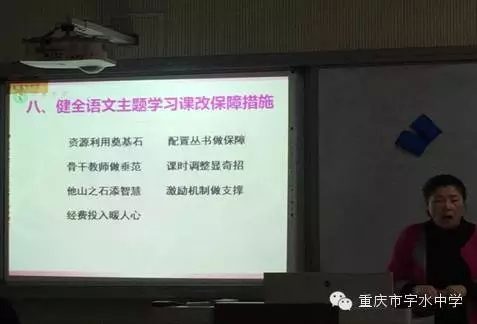 八、健全语文主题学习课改保障措施
资源利用奠基石 配置丛书做保障
骨干教师做垂范 课时调整显奇招
他山之石添智慧 激励机制做支撑
经费投入暖人心
重庆市字水中学